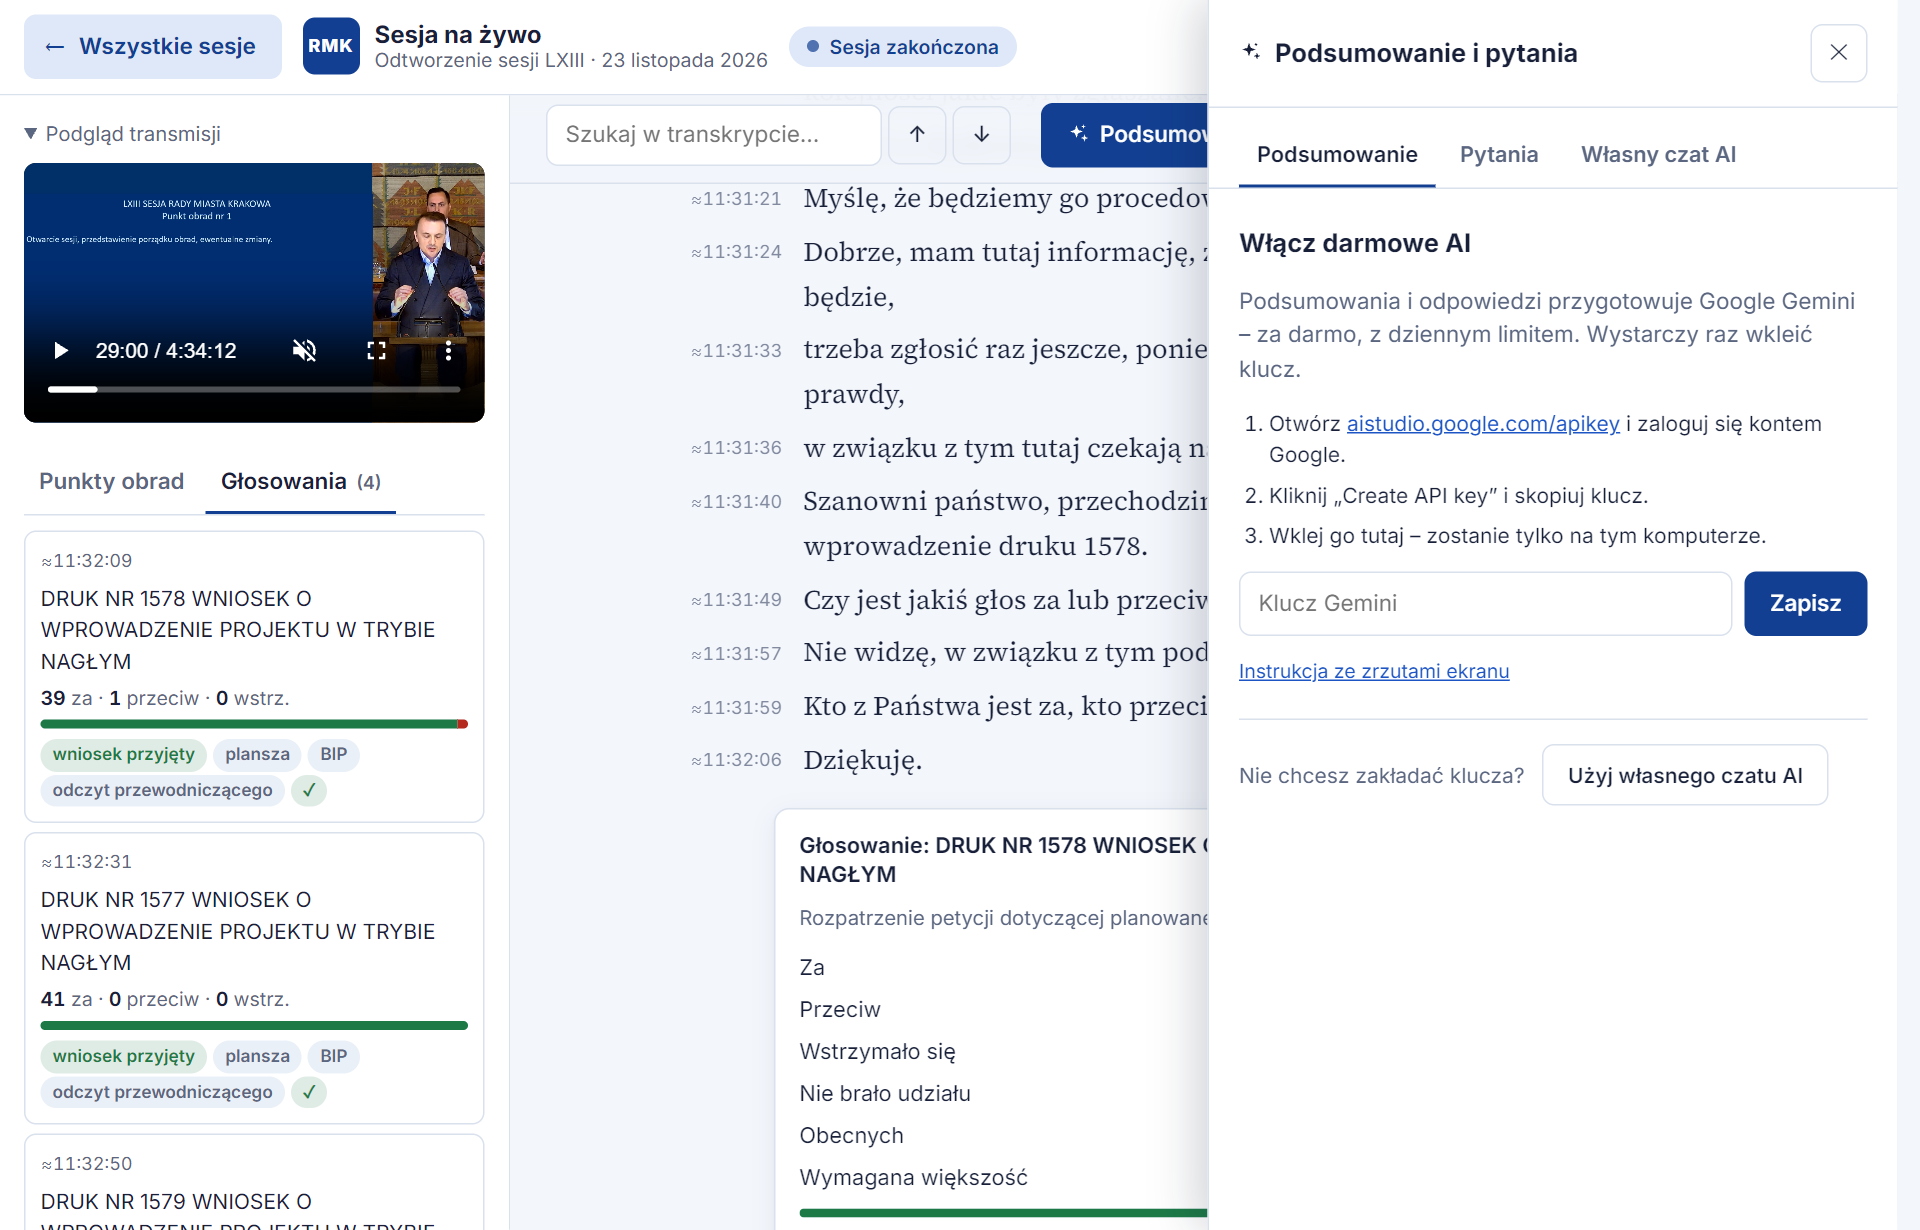 ← Wszystkie sesje
RMK
Sesja na żywo
Odtworzenie sesji LXIII · 23 listopada 2026
Sesja zakończona
▼ Podgląd transmisji
LXIII SESJA RADY MIASTA KRAKOWA
Punkt obrad nr 1
Otwarcie sesji, przedstawienie porządku obrad, ewentualne zmiany.
29:00 / 4:34:12
Punkty obrad
Głosowania (4)
≈11:32:09
DRUK NR 1578 WNIOSEK O
WPROWADZENIE PROJEKTU W TRYBIE
NAGŁYM
39 za · 1 przeciw · 0 wstrz.
wniosek przyjęty plansza BIP
odczyt przewodniczącego ✓
≈11:32:31
DRUK NR 1577 WNIOSEK O
WPROWADZENIE PROJEKTU W TRYBIE
NAGŁYM
41 za · 0 przeciw · 0 wstrz.
wniosek przyjęty plansza BIP
odczyt przewodniczącego ✓
≈11:32:50
DRUK NR 1579 WNIOSEK O
WPROWADZENIE PROJEKTU W TRYBIE
Szukaj w transkrypcie...
↑ ↓
≈11:31:21 Myślę, że będziemy go
≈11:31:24 Dobrze, mam tutaj informację,
będzie,
≈11:31:33 trzeba zgłosić raz jeszcze,
prawdy,
≈11:31:36 w związku z tym tutaj czekają
≈11:31:40 Szanowni państwo,
wprowadzenie druku 1578.
≈11:31:49 Czy jest jakiś głos za lub
≈11:31:57 Nie widzę, w związku z tym
≈11:31:59 Kto z Państwa jest za, kto
≈11:32:06 Dziękuję.
Głosowanie: DRUK NR 1578 WNIOSEK
NAGŁYM
Rozpatrzenie petycji dotyczącej
Za
Przeciw
Wstrzymało się
Nie brało udziału
Obecnych
Wymagana większość
Podsumowanie i pytania
Podsumowanie
Pytania
Własny czat AI
Włącz darmowe AI
Podsumowania i odpowiedzi przygotowuje Google Gemini
– za darmo, z dziennym limitem. Wystarczy raz wkleić
klucz.
1. Otwórz aistudio.google.com/apikey i zaloguj się kontem
Google.
2. Kliknij „Create API key” i skopiuj klucz.
3. Wklej go tutaj – zostanie tylko na tym komputerze.
Klucz Gemini
Zapisz
Instrukcja ze zrzutami ekranu
Nie chcesz zakładać klucza?
Użyj własnego czatu AI